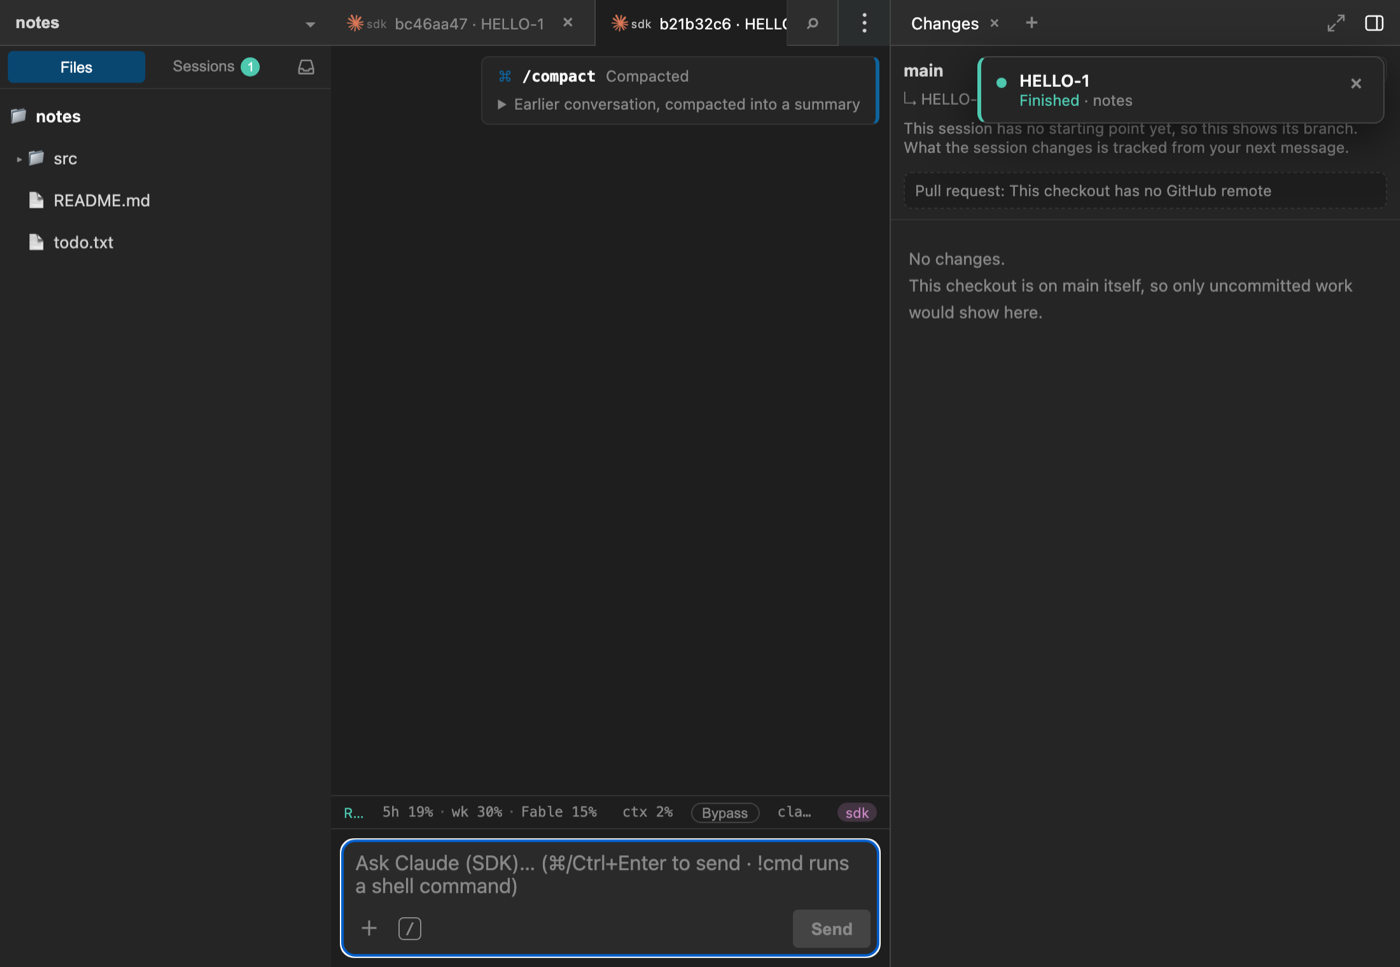 notes
Files
Sessions 1
notes
src
README.md
todo.txt
sdk bc46aa47 · HELLO-1
sdk b21b32c6 · HELL
/compact Compacted
Earlier conversation, compacted into a summary
R... 5h 19% · wk 30% · Fable 15% ctx 2% Bypass cla... sdk
Ask Claude (SDK)... (⌘/Ctrl+Enter to send · !cmd runs
a shell command)
Send
Changes
main
HELLO-
HELLO-1
Finished · notes
This session has no starting point yet, so this shows its branch.
What the session changes is tracked from your next message.
Pull request: This checkout has no GitHub remote
No changes.
This checkout is on main itself, so only uncommitted work
would show here.